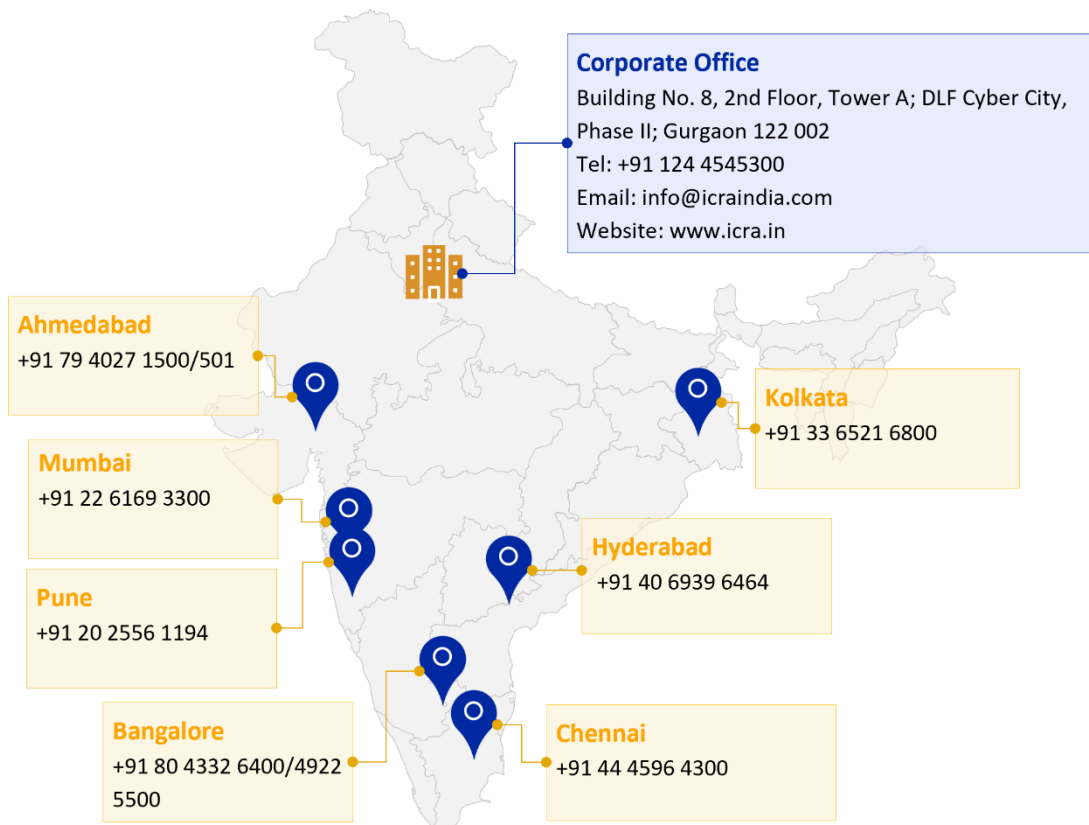 Corporate Office
Building No. 8, 2nd Floor, Tower A; DLF Cyber City,
Phase II; Gurgaon 122 002
Tel: +91 124 4545300
Email: info@icraindia.com
Website: www.icra.in
Ahmedabad
+91 79 4027 1500/501
Kolkata
+91 33 6521 6800
Mumbai
+91 22 6169 3300
Hyderabad
+91 40 6939 6464
Pune
+91 20 2556 1194
Bangalore
+91 80 4332 6400/4922
5500
Chennai
+91 44 4596 4300